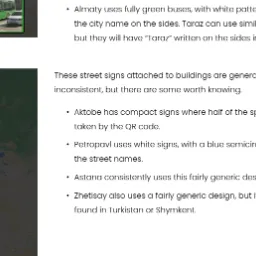 • Almaty uses fully green buses, with white patte
the city name on the sides. Taraz can use simil
but they will have "Taraz" written on the sides i
These street signs attached to buildings are genera
inconsistent, but there are some worth knowing.
• Aktobe has compact signs where half of the sp
taken by the QR code.
• Petropavl uses white signs, with a blue semicir
the street names.
• Astana consistently uses this fairly generic des
• Zhetisay also uses a fairly generic design, but i
found in Turkistan or Shymkent.